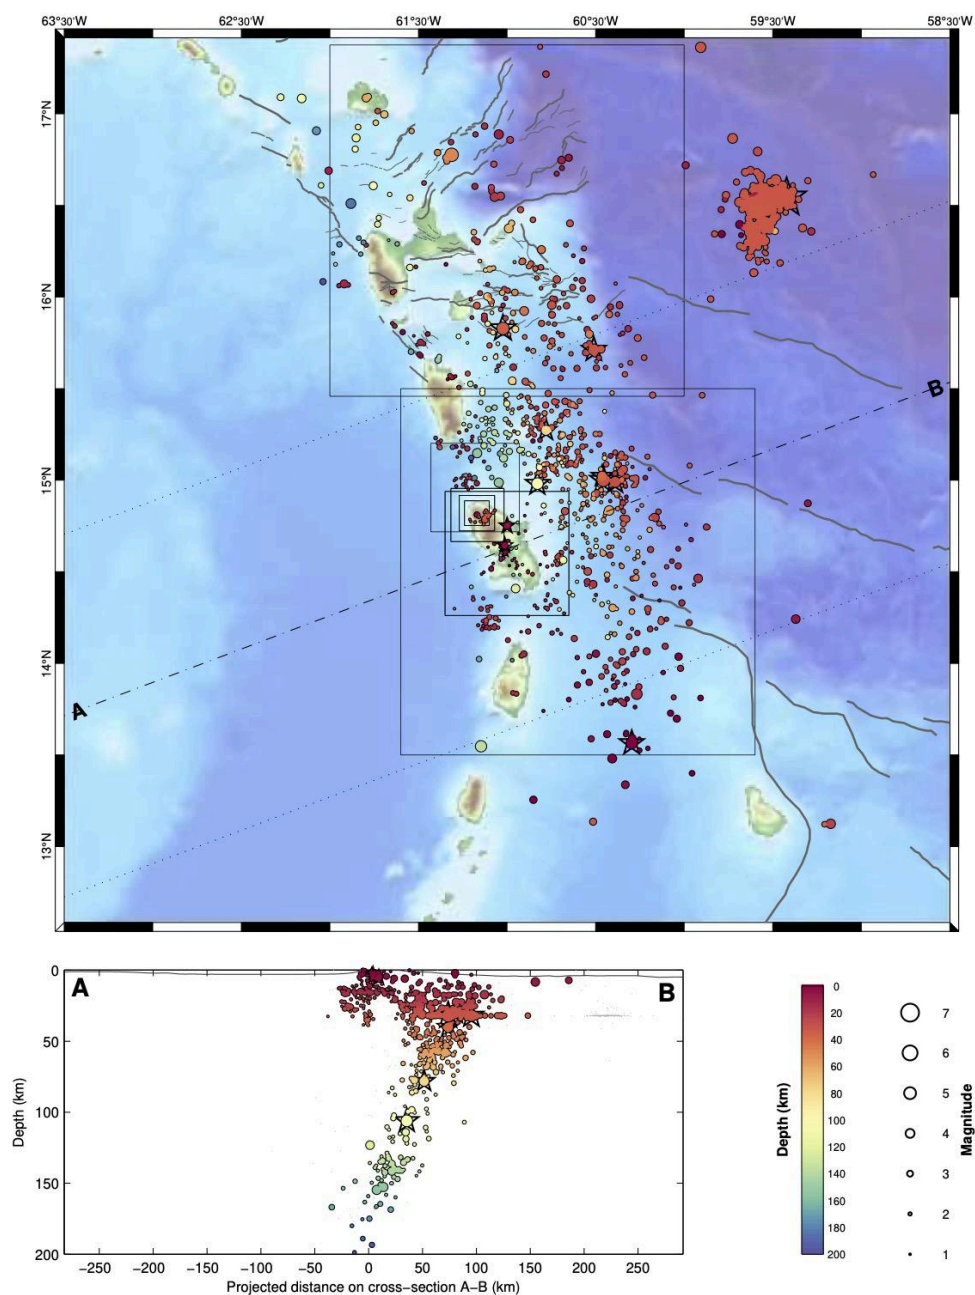 63°30'W 62°30'W 61°30'W 60°30'W 59°30'W 58°30'W
17°N
16°N
15°N
14°N
13°N
B
A
A
B
0
50
100
150
200
Depth (km)
−250 −200 −150 −100 −50 0 50 100 150 200 250
Projected distance on cross−section A−B (km)
Depth (km)
0
20
40
60
80
100
120
140
160
180
200
7
6
5
4
3
2
1
Magnitude